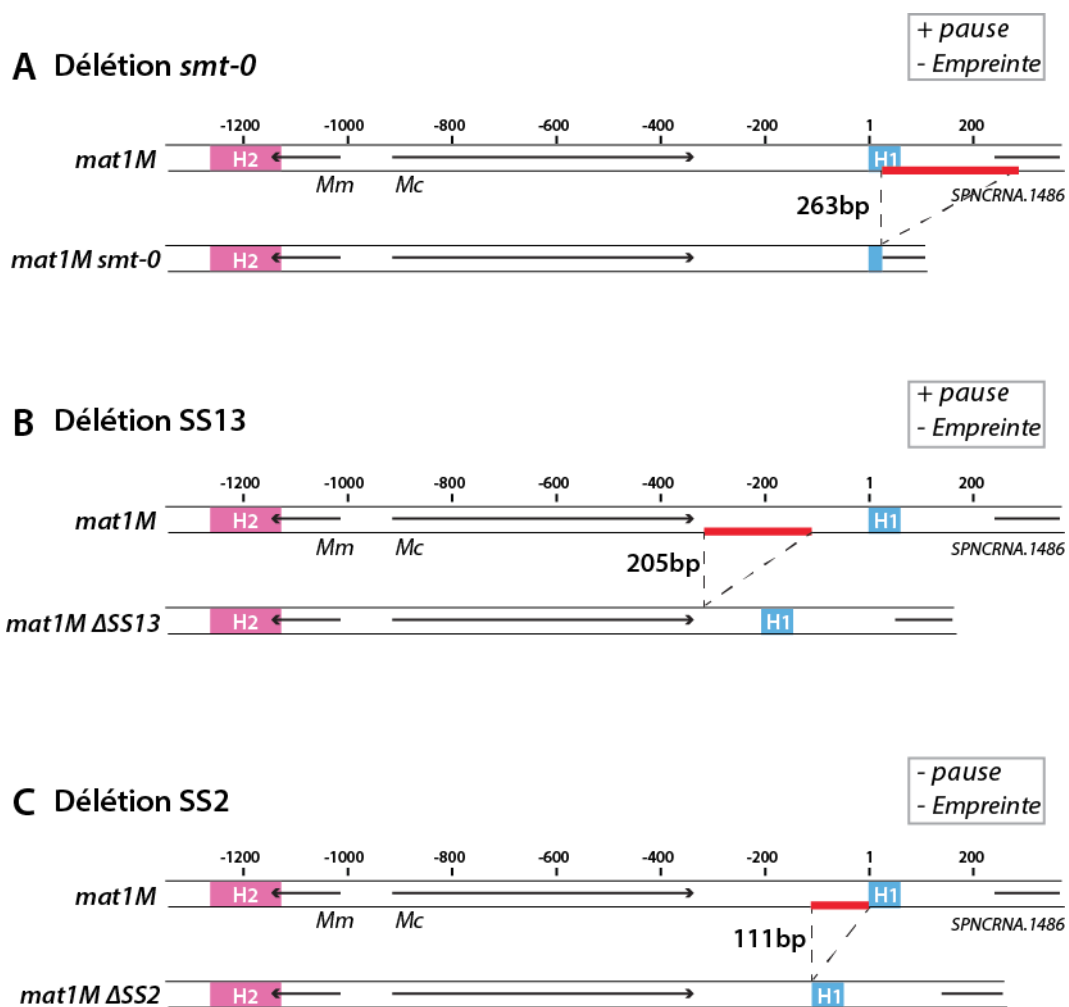 + pause
- Empreinte
A Délétion smt-0
-1200 -1000 -800 -600 -400 -200 1 200
mat1M H2 H1
Mm Mc SPNCRNA.1486
263bp
mat1M smt-0 H2
+ pause
- Empreinte
B Délétion SS13
-1200 -1000 -800 -600 -400 -200 1 200
mat1M H2 H1
Mm Mc SPNCRNA.1486
205bp
mat1M ΔSS13 H2 H1
- pause
- Empreinte
C Délétion SS2
-1200 -1000 -800 -600 -400 -200 1 200
mat1M H2 H1
Mm Mc SPNCRNA.1486
111bp
mat1M ΔSS2 H2 H1